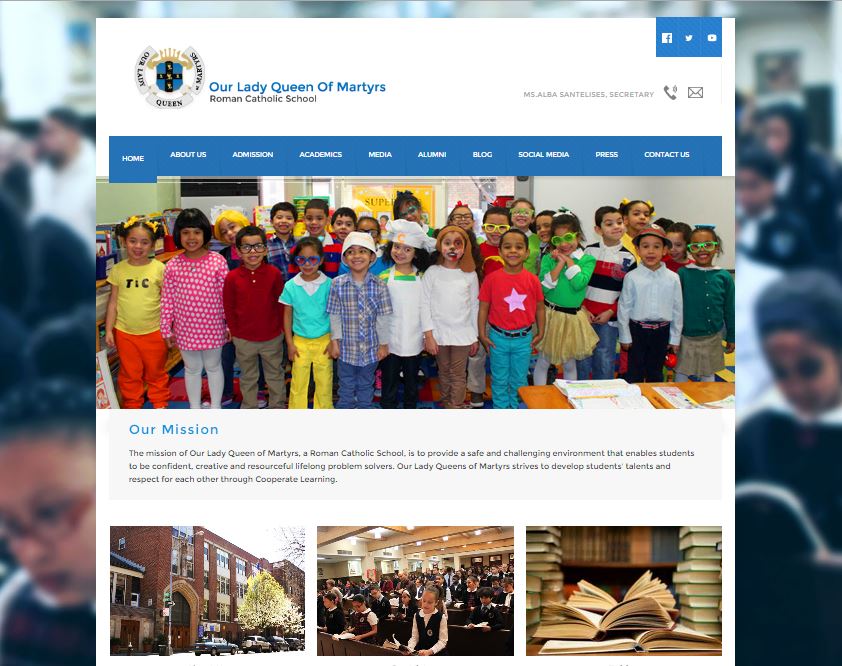 OUR LADY
QUEEN
of MARTYRS
Our Lady Queen Of Martyrs
Roman Catholic School
MS.ALBA SANTELISES, SECRETARY
HOME
ABOUT US
ADMISSION
ACADEMICS
MEDIA
ALUMNI
BLOG
SOCIAL MEDIA
PRESS
CONTACT US
SUPER
TIC
Our Mission
The mission of Our Lady Queen of Martyrs, a Roman Catholic School, is to provide a safe and challenging environment that enables students
to be confident, creative and resourceful lifelong problem solvers. Our Lady Queens of Martyrs strives to develop students' talents and
respect for each other through Cooperate Learning.